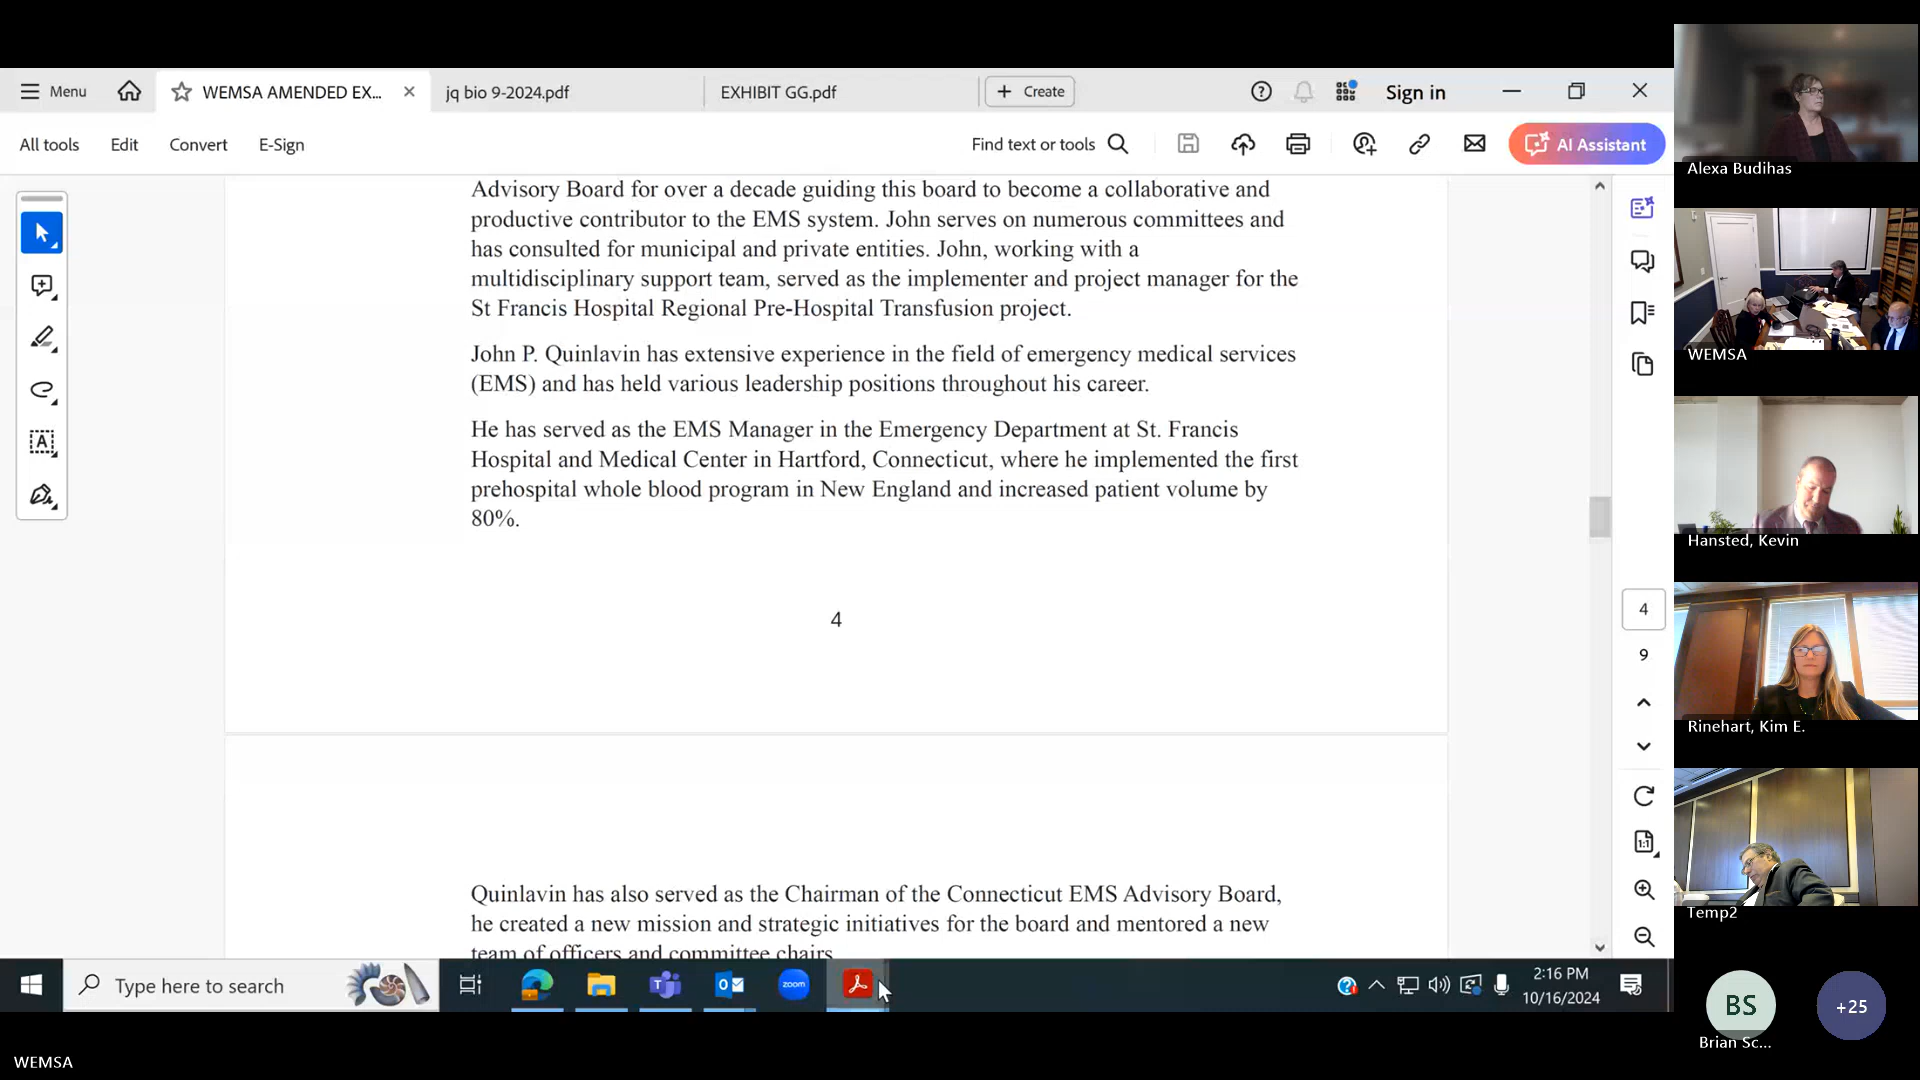 Menu
WEMSA AMENDED EX...
jq bio 9-2024.pdf
EXHIBIT GG.pdf
Create
Sign in
All tools
Edit
Convert
E-Sign
Find text or tools
AI Assistant
Advisory Board for over a decade guiding this board to become a collaborative and
productive contributor to the EMS system. John serves on numerous committees and
has consulted for municipal and private entities. John, working with a
multidisciplinary support team, served as the implementer and project manager for the
St Francis Hospital Regional Pre-Hospital Transfusion project.
John P. Quinlavin has extensive experience in the field of emergency medical services
(EMS) and has held various leadership positions throughout his career.
He has served as the EMS Manager in the Emergency Department at St. Francis
Hospital and Medical Center in Hartford, Connecticut, where he implemented the first
prehospital whole blood program in New England and increased patient volume by
80%.
4
Quinlavin has also served as the Chairman of the Connecticut EMS Advisory Board,
he created a new mission and strategic initiatives for the board and mentored a new
team of officers and committee chairs
4
9
1:1
Type here to search
zoom
2:16 PM
10/16/2024
WEMSA
Alexa Budihas
WEMSA
Hansted, Kevin
Rinehart, Kim E.
Temp2
BS
Brian Sc...
+25